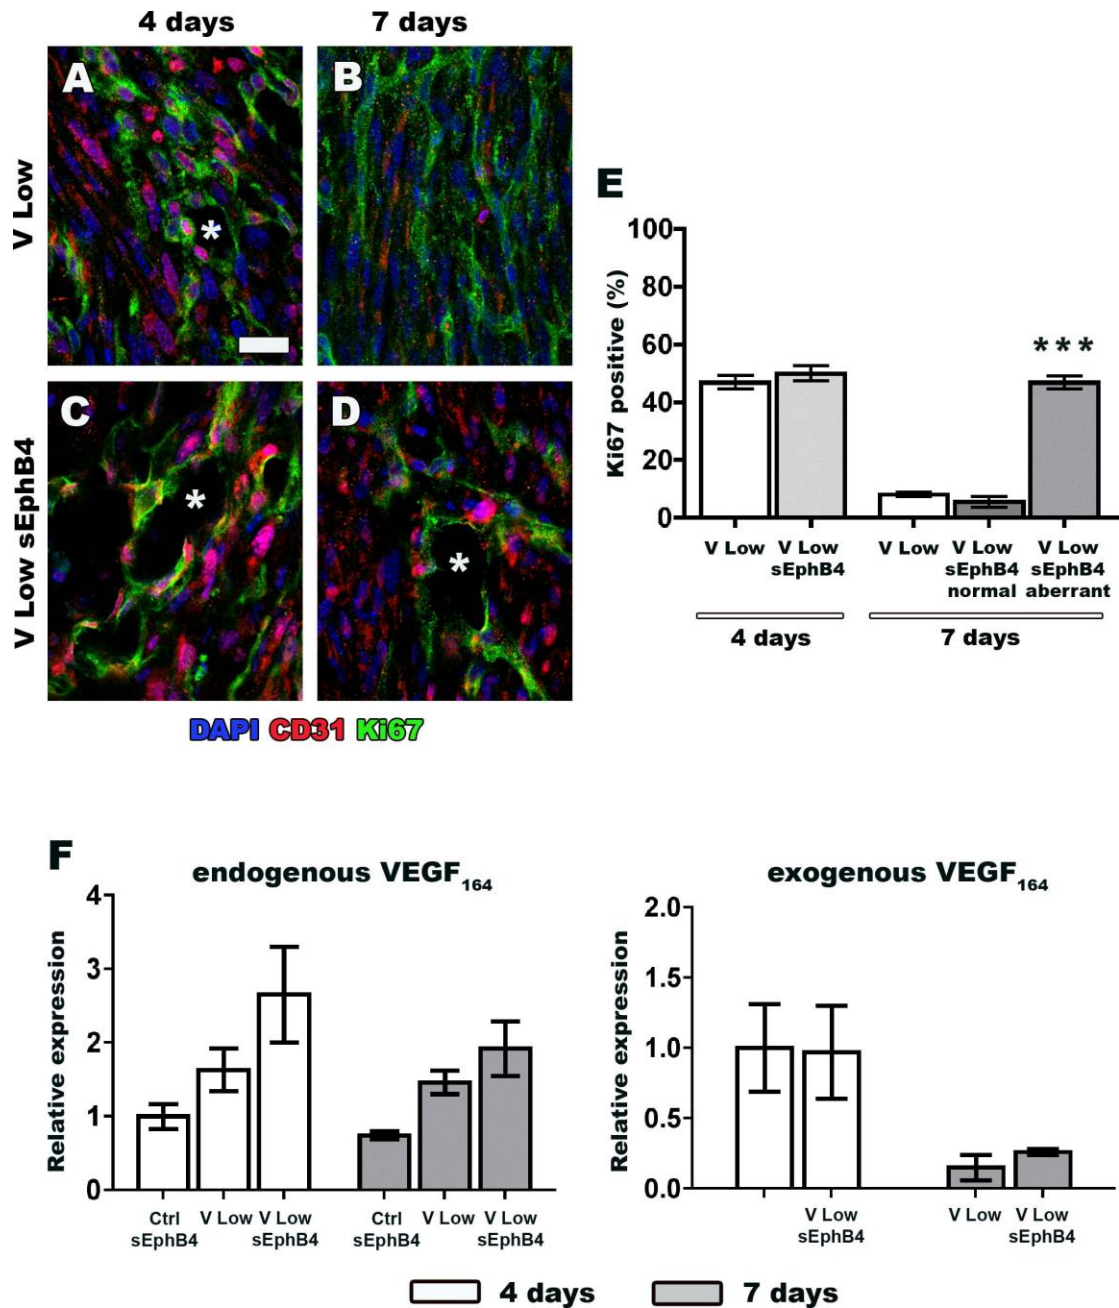 4 days 7 days
V Low
A
B
*
V Low sEphB4
C
D
*
*
DAPI CD31 Ki67
E
Ki67 positive (%)
100
80
60
40
20
0
***
V Low
V Low
sEphB4
V Low
V Low
sEphB4
normal
V Low
sEphB4
aberrant
4 days
7 days
F
endogenous VEGF164
Relative expression
4
3
2
1
0
Ctrl
sEphB4
V Low
V Low
sEphB4
Ctrl
sEphB4
V Low
V Low
sEphB4
exogenous VEGF164
Relative expression
2.0
1.5
1.0
0.5
0.0
V Low
sEphB4
V Low
V Low
sEphB4
4 days
7 days